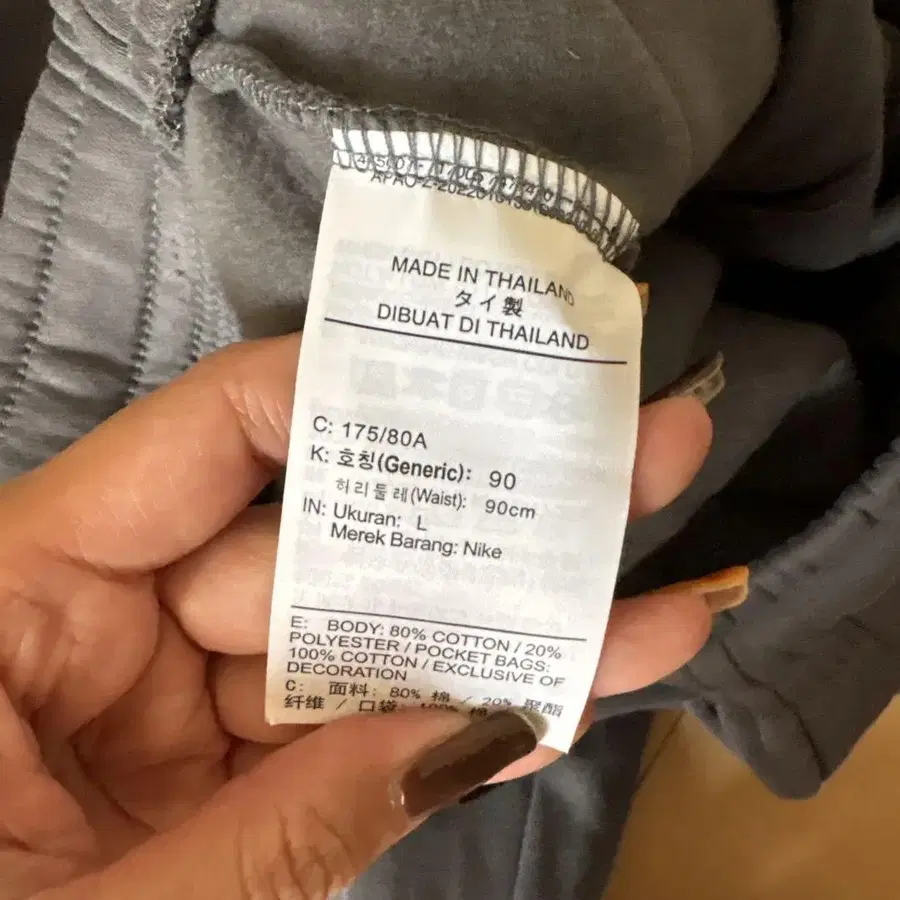 MADE IN THAILAND
タイ製
DIBUAT DI THAILAND
C: 175/80A
K: 호칭(Generic): 90
허리둘레(Waist): 90cm
IN: Ukuran: L
Merek Barang: Nike
E: BODY: 80% COTTON / 20%
POLYESTER / POCKET BAGS:
100% COTTON / EXCLUSIVE OF
DECORATION
C: 面料: 80% 棉 / 20% 聚酯
纤维 / 口袋: 100% 棉